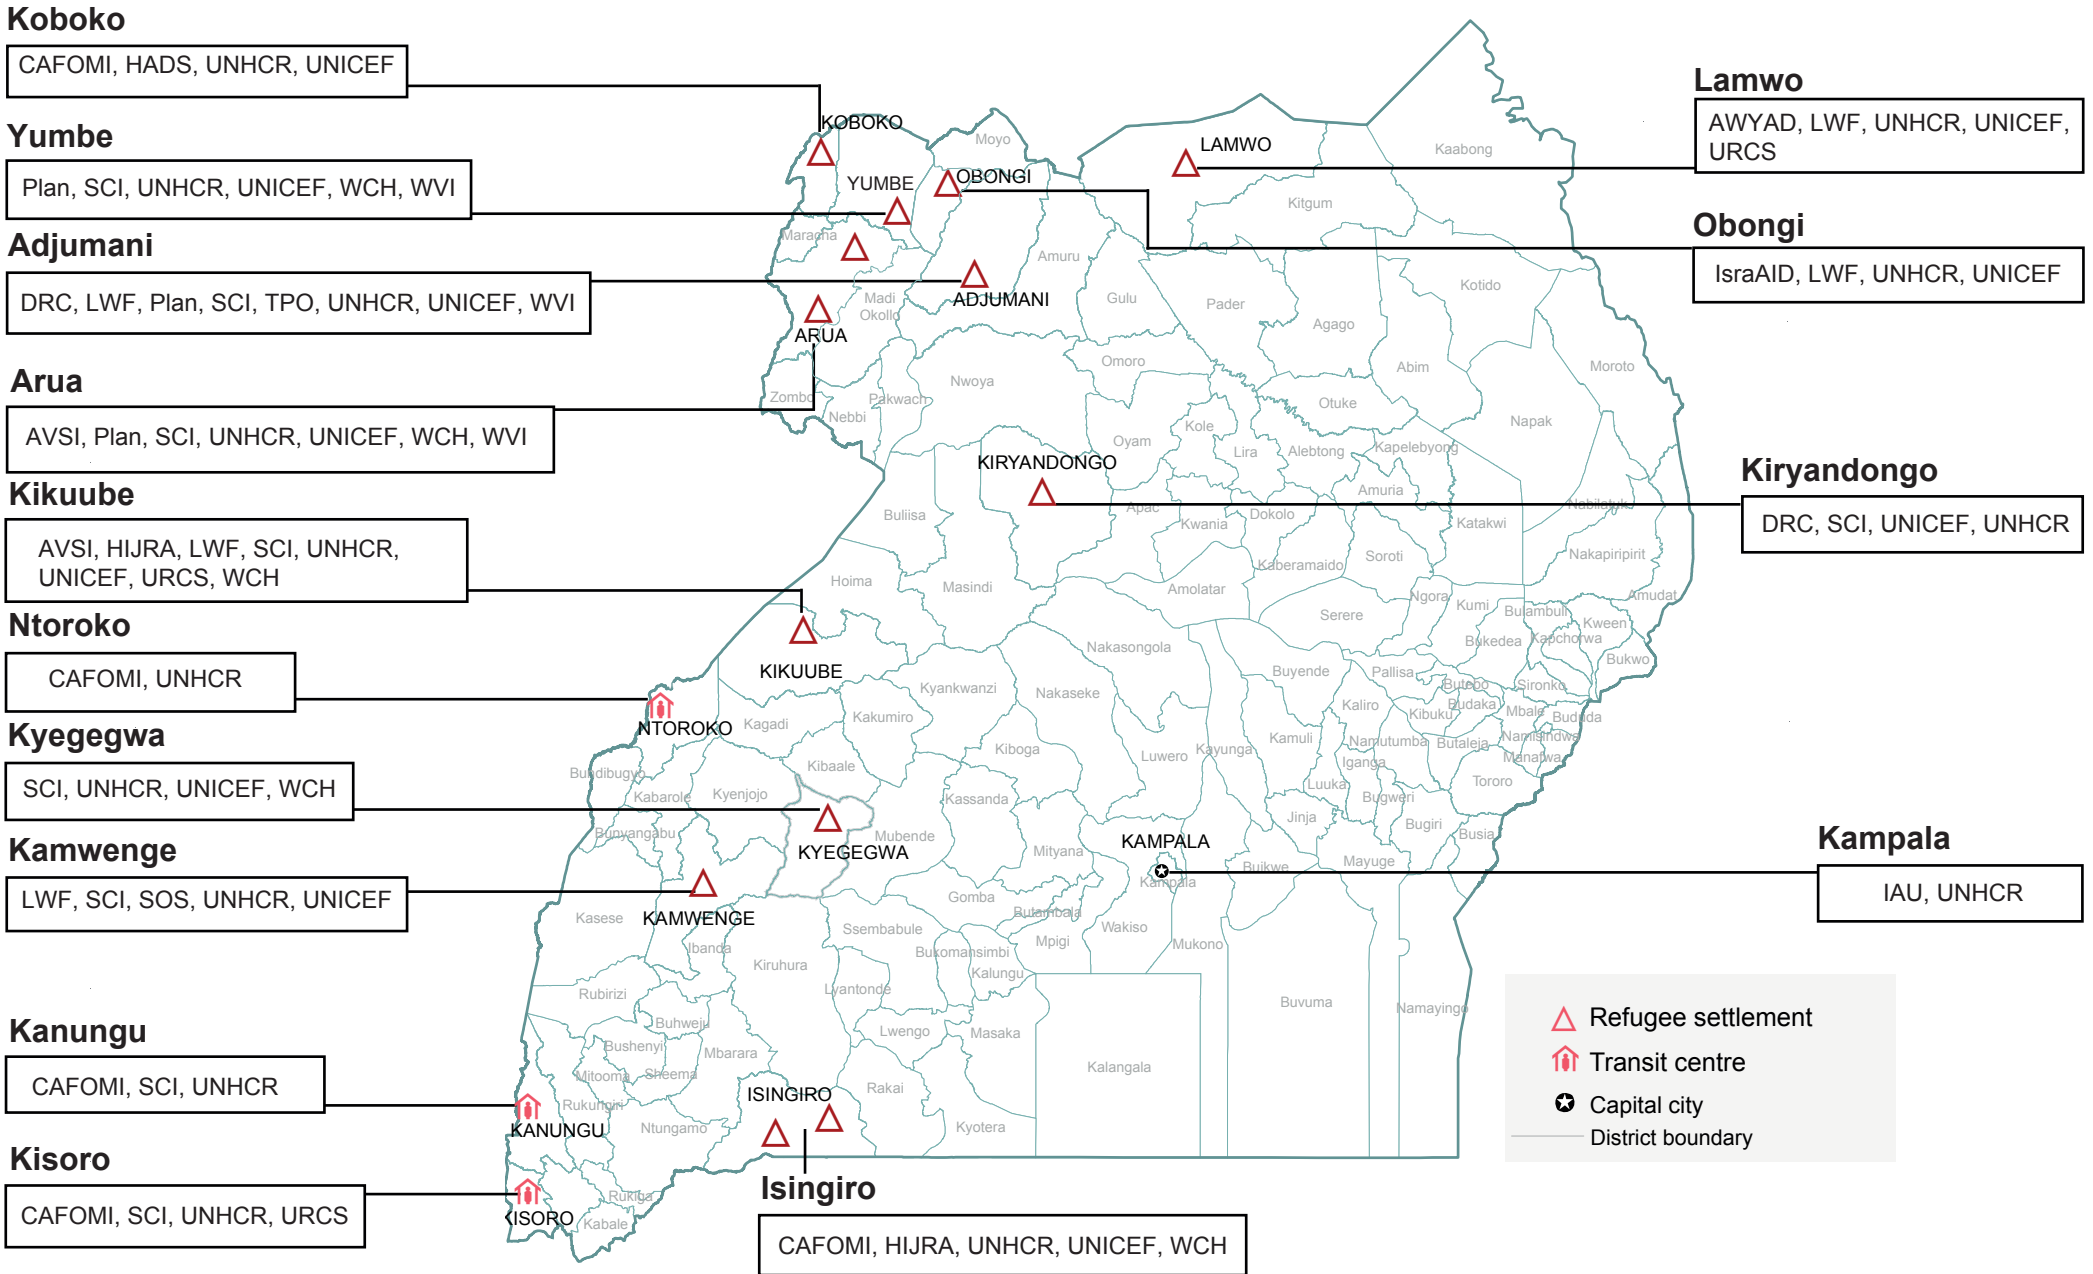 Koboko
CAFOMI, HADS, UNHCR, UNICEF
Yumbe
Plan, SCI, UNHCR, UNICEF, WCH, WVI
Adjumani
DRC, LWF, Plan, SCI, TPO, UNHCR, UNICEF, WVI
Arua
AVSI, Plan, SCI, UNHCR, UNICEF, WCH, WVI
Kikuube
AVSI, HIJRA, LWF, SCI, UNHCR,
UNICEF, URCS, WCH
Ntoroko
CAFOMI, UNHCR
Kyegegwa
SCI, UNHCR, UNICEF, WCH
Kamwenge
LWF, SCI, SOS, UNHCR, UNICEF
Kanungu
CAFOMI, SCI, UNHCR
Kisoro
CAFOMI, SCI, UNHCR, URCS
Isingiro
CAFOMI, HIJRA, UNHCR, UNICEF, WCH
Lamwo
AWYAD, LWF, UNHCR, UNICEF,
URCS
Obongi
IsraAID, LWF, UNHCR, UNICEF
Kiryandongo
DRC, SCI, UNICEF, UNHCR
Kampala
IAU, UNHCR
KOBOKO
Moyo
LAMWO
Kaabong
YUMBE
OBONGI
Kitgum
Maracha
Amuru
Madi
Okollo
ADJUMANI
Gulu
Pader
Kotido
ARUA
Agago
Omoro
Abim
Moroto
Nwoya
Zombo
Pakwach
Nebbi
Otuke
Napak
Kole
Oyam
Lira
Alebtong
Kapelebyong
KIRYANDONGO
Amuria
Apac
Nabilatuk
Buliisa
Kwania
Dokolo
Katakwi
Nakapiripirit
Kaberamaido
Soroti
Hoima
Masindi
Amolatar
Ngora
Kumi
Bulambuli
Amudat
Serere
Kween
Bukedea
Kapchorwa
Nakasongola
Bukwo
KIKUUBE
Buyende
Pallisa
Butebo
Sironko
Kyankwanzi
Nakaseke
Kaliro
Budaka
Kibuku
Mbale
Bududa
NTOROKO
Kagadi
Kakumiro
Kamuli
Namutumba
Butaleja
Namisindwa
Kiboga
Luwero
Kayunga
Iganga
Manafwa
Bundibugyo
Kibaale
Tororo
Kabarole
Kyenjojo
Kassanda
Luuka
Bugweri
Bunyangabu
Mubende
Jinja
Bugiri
Busia
KYEGEGWA
Mityana
KAMPALA
Buikwe
Mayuge
Kampala
Gomba
Butambala
Kasese
KAMWENGE
Ssembabule
Wakiso
Ibanda
Bukomansimbi
Mpigi
Mukono
Kiruhura
Kalungu
Rubirizi
Lyantonde
Buvuma
Namayingo
Buhweju
Lwengo
Masaka
Bushenyi
Mbarara
Kalangala
Mitooma
Sheema
ISINGIRO
Rakai
Rukungiri
KANUNGU
Ntungamo
Kyotera
Rukiga
KISORO
Kabale
Refugee settlement
Transit centre
Capital city
District boundary